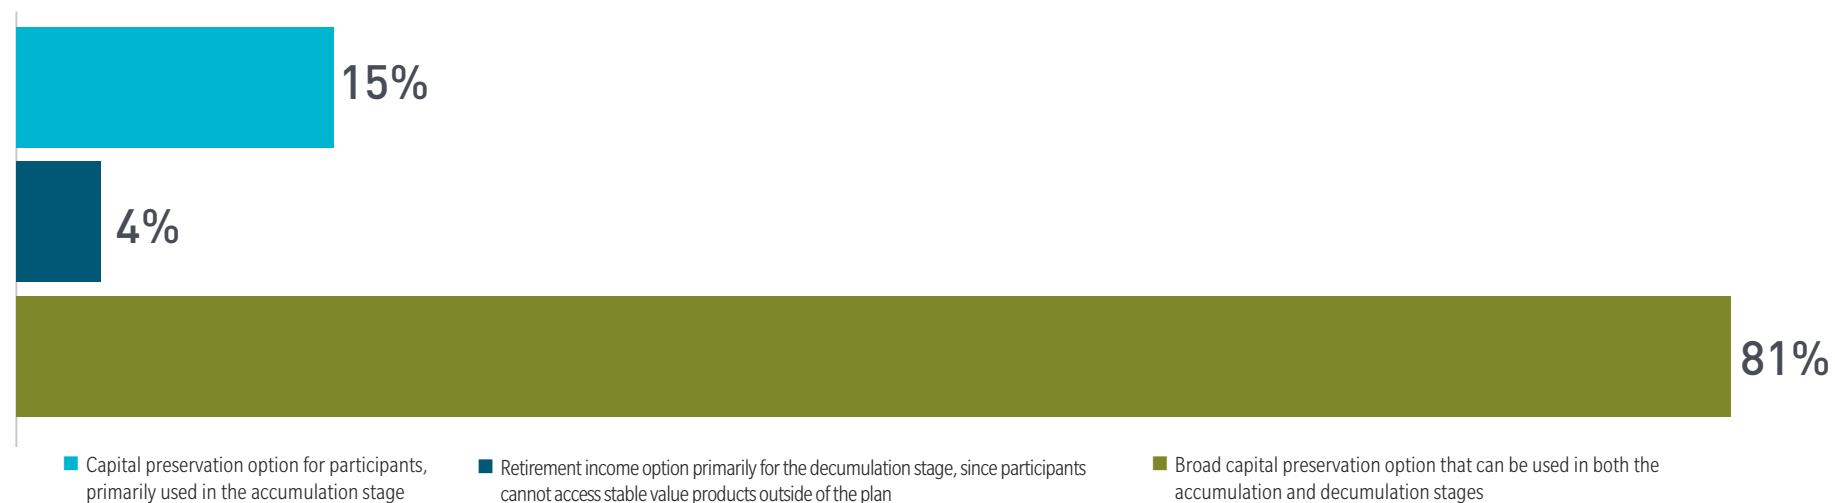 15%
4%
81%
Capital preservation option for participants,
primarily used in the accumulation stage
Retirement income option primarily for the decumulation stage, since participants
cannot access stable value products outside of the plan
Broad capital preservation option that can be used in both the
accumulation and decumulation stages